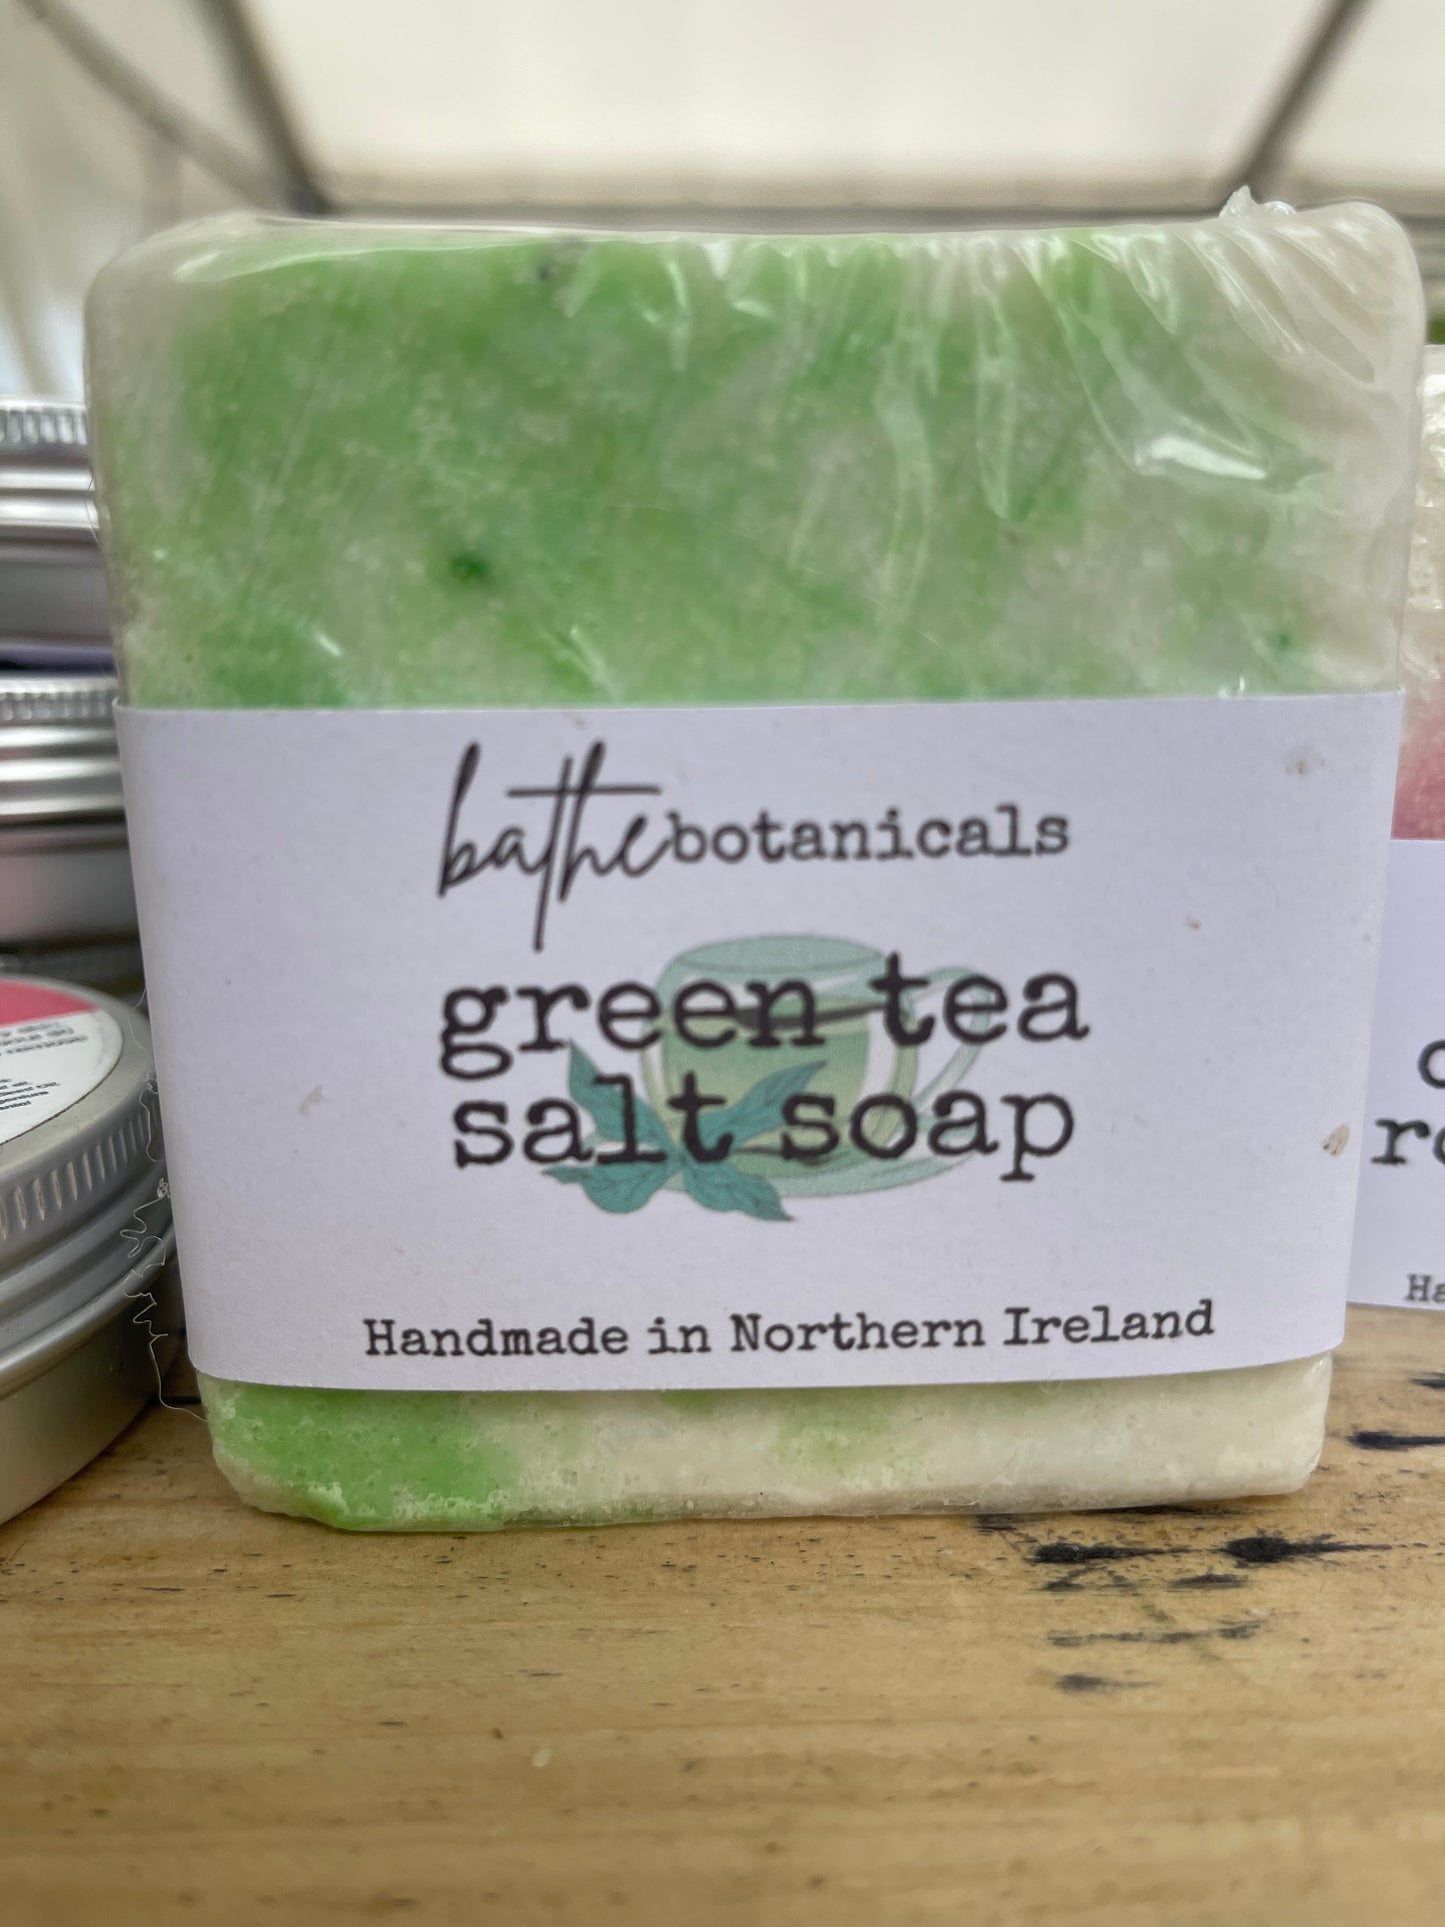 bathe botanicals
green tea
salt soap
Handmade in Northern Ireland